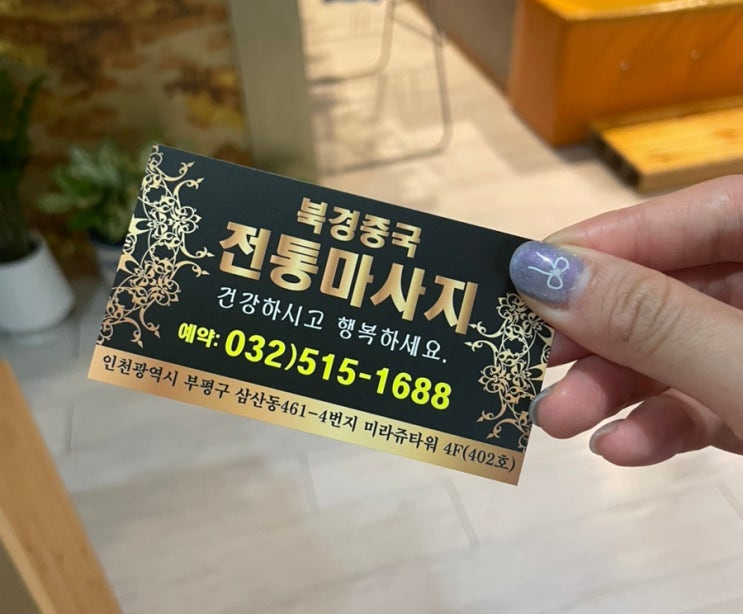 북경중국
전통마사지
건강하시고 행복하세요.
예약: 032)515-1688
인천광역시 부평구 삼산동461-4번지 미라쥬타워 4F(402호)